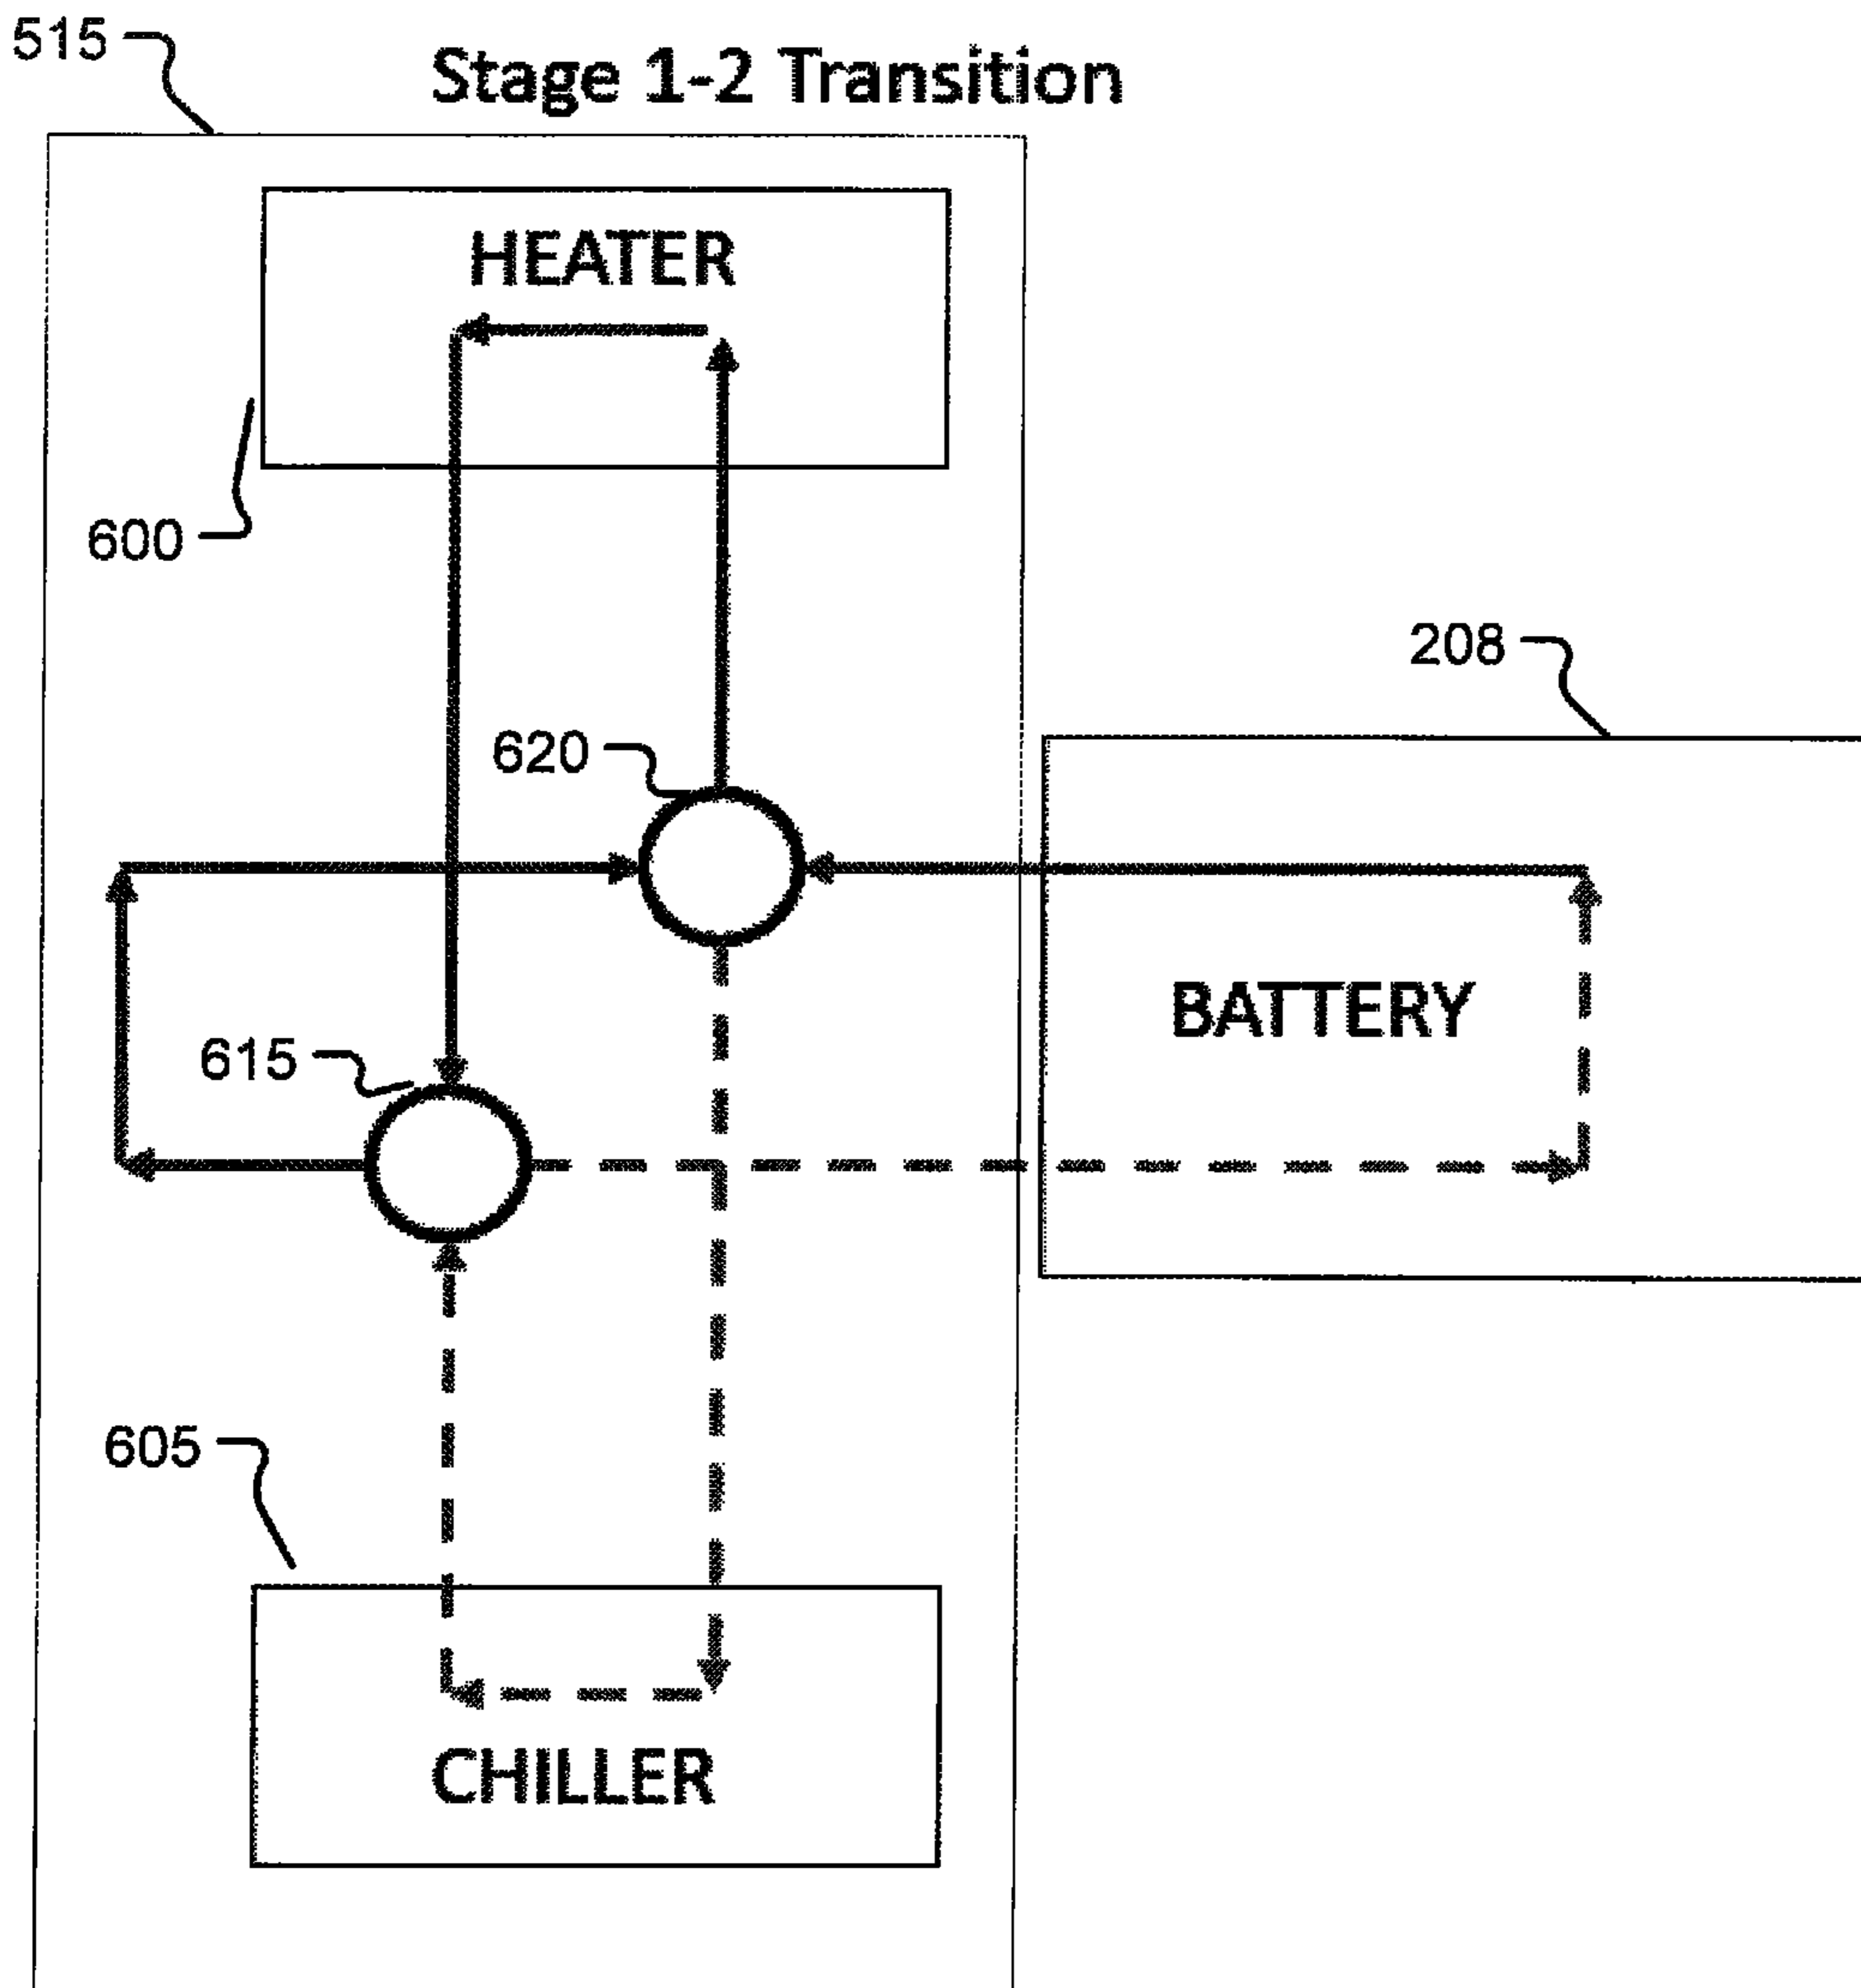 515
Stage 1-2 Transition
HEATER
600
208
620
BATTERY
615
605
CHILLER